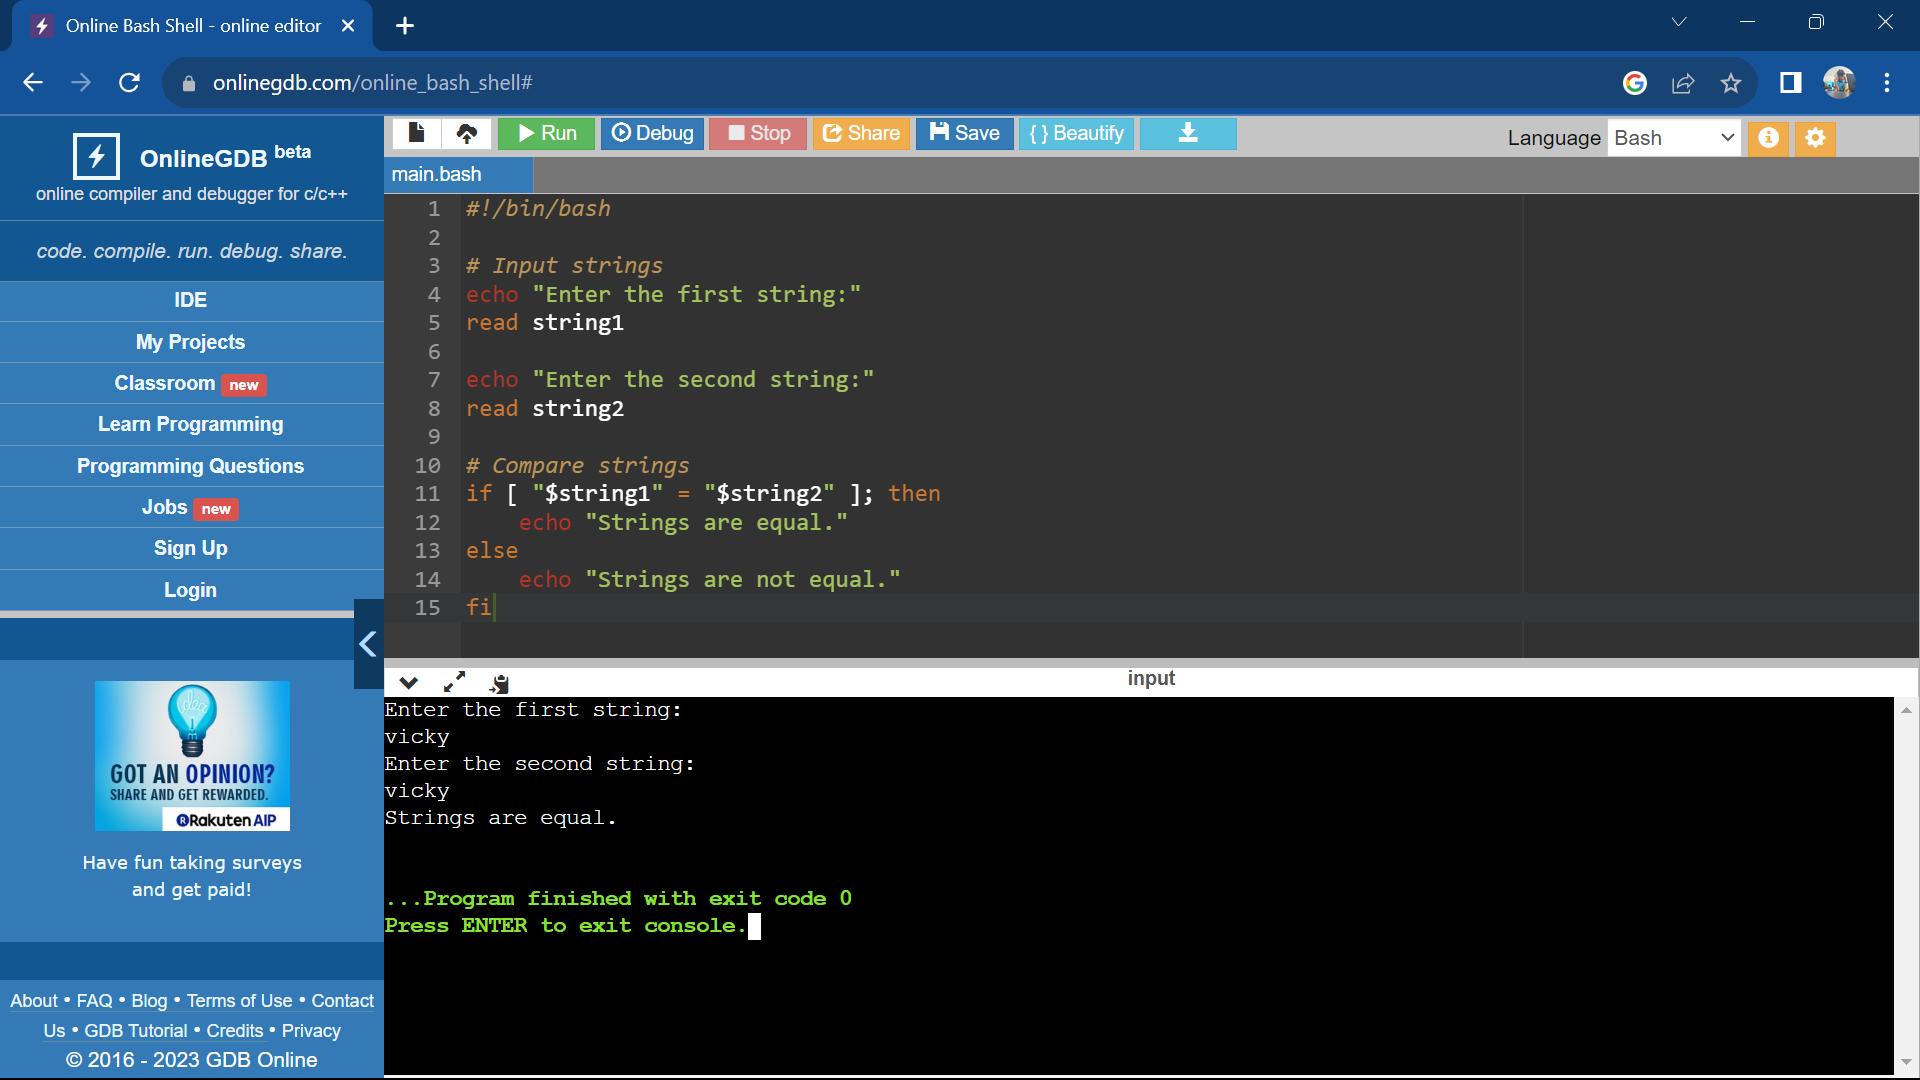 Online Bash Shell - online editor
onlinegdb.com/online_bash_shell#
OnlineGDB beta
online compiler and debugger for c/c++
code. compile. run. debug. share.
IDE
My Projects
Classroom new
Learn Programming
Programming Questions
Jobs new
Sign Up
Login
idea
GOT AN OPINION?
SHARE AND GET REWARDED.
Rakuten AIP
Have fun taking surveys
and get paid!
About • FAQ • Blog • Terms of Use • Contact
Us • GDB Tutorial • Credits • Privacy
© 2016 - 2023 GDB Online
Run Debug Stop Share Save {} Beautify
Language Bash
main.bash
1 #!/bin/bash
2
3 # Input strings
4 echo "Enter the first string:"
5 read string1
6
7 echo "Enter the second string:"
8 read string2
9
10 # Compare strings
11 if [ "$string1" = "$string2" ]; then
12     echo "Strings are equal."
13 else
14     echo "Strings are not equal."
15 fi
input
Enter the first string:
vicky
Enter the second string:
vicky
Strings are equal.
...Program finished with exit code 0
Press ENTER to exit console.